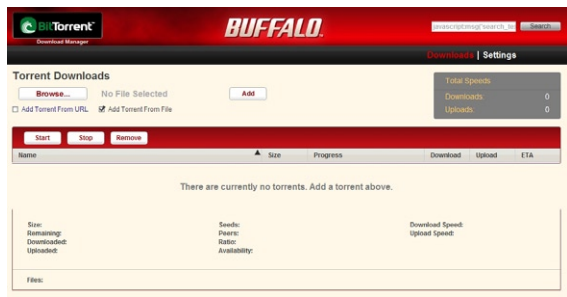 BitTorrent
Download Manager
BUFFALO
javascript:msg('search_te
Search
Downloads | Settings
Torrent Downloads
Browse...
No File Selected
Add
Add Torrent From URL
Add Torrent From File
Total Speeds
Downloads: 0
Uploads: 0
Start Stop Remove
Name Size Progress Download Upload ETA
There are currently no torrents. Add a torrent above.
Size: Seeds: Download Speed:
Remaining: Peers: Upload Speed:
Downloaded: Ratio:
Uploaded: Availability:
Files: